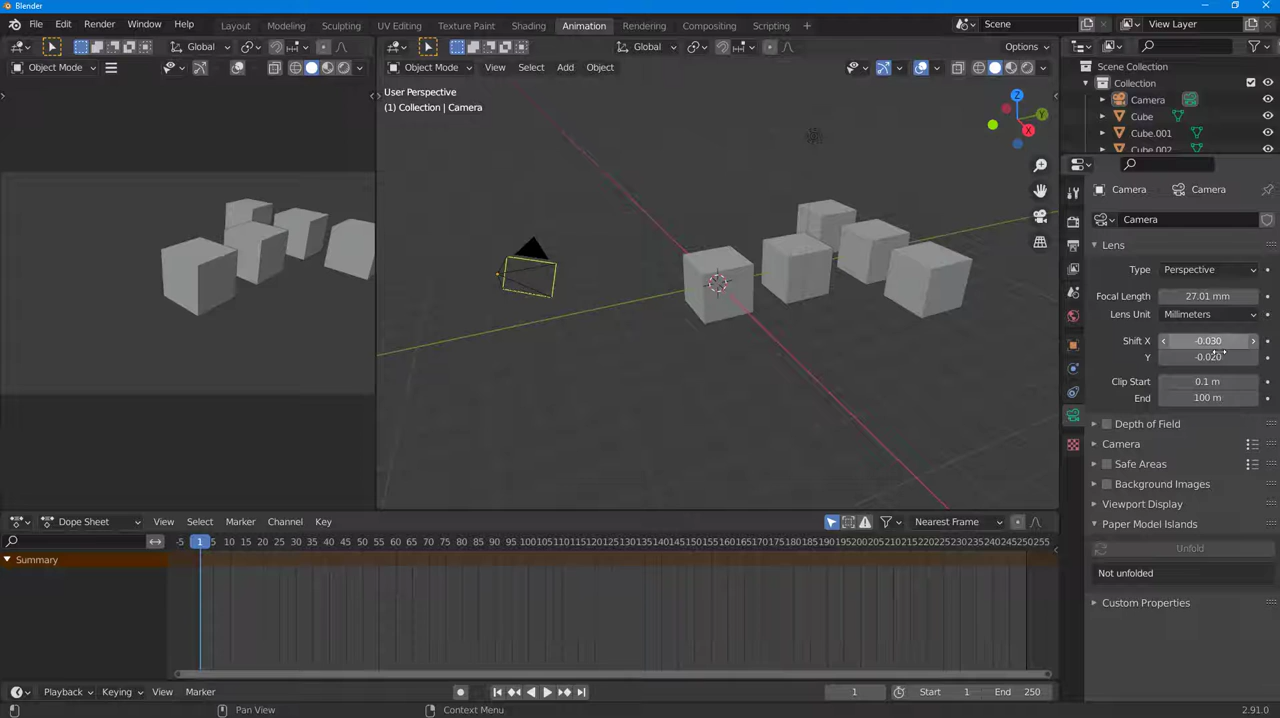 Blender
File Edit Render Window Help Layout Modeling Sculpting UV Editing Texture Paint Shading Animation Rendering Compositing Scripting Scene View Layer
Global Global Options
Object Mode Object Mode View Select Add Object
User Perspective
(1) Collection | Camera
Z
Y
X
Scene Collection
Collection
Camera
Cube
Cube.001
Cube.002
Camera Camera
Camera
Lens
Type Perspective
Focal Length 27.01 mm
Lens Unit Millimeters
Shift X -0.030
Y -0.020
Clip Start 0.1 m
End 100 m
Depth of Field
Camera
Safe Areas
Background Images
Viewport Display
Paper Model Islands
Unfold
Not unfolded
Custom Properties
Dope Sheet View Select Marker Channel Key Nearest Frame
-5 1 5 10 15 20 25 30 35 40 45 50 55 60 65 70 75 80 85 90 95 100 105 110 115 120 125 130 135 140 145 150 155 160 165 170 175 180 185 190 195 200 205 210 215 220 225 230 235 240 245 250 255
Summary
Playback Keying View Marker 1 Start 1 End 250
Pan View Context Menu 2.91.0